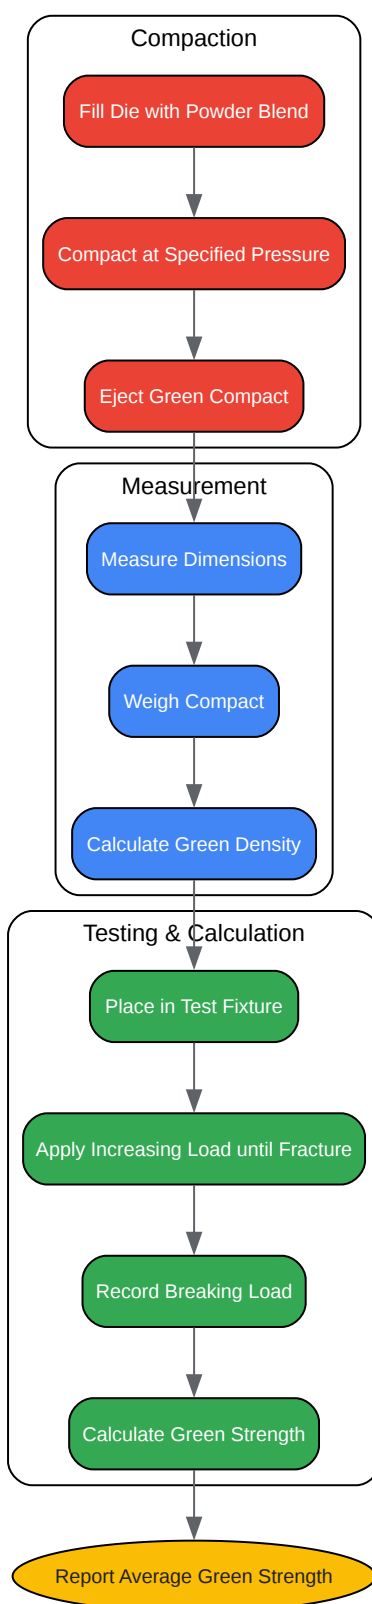 Compaction
Fill Die with Powder Blend
Compact at Specified Pressure
Eject Green Compact
Measurement
Measure Dimensions
Weigh Compact
Calculate Green Density
Testing & Calculation
Place in Test Fixture
Apply Increasing Load until Fracture
Record Breaking Load
Calculate Green Strength
Report Average Green Strength